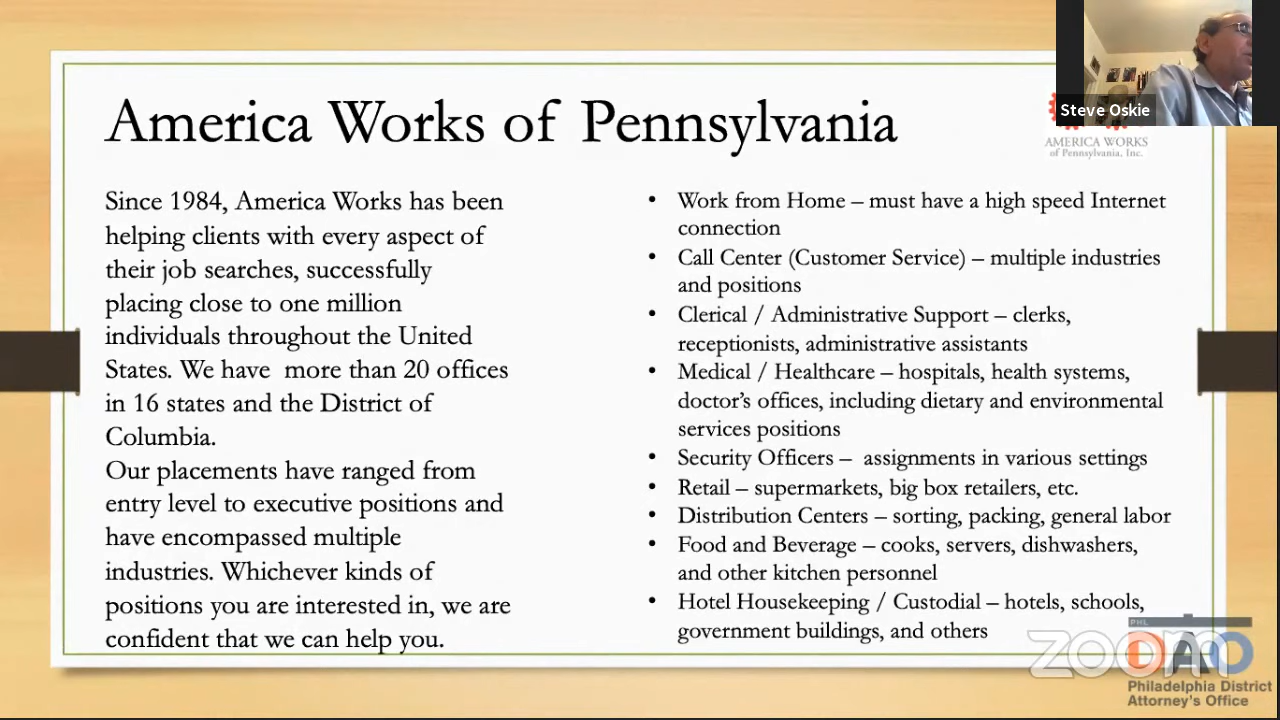 Steve Oskie
America Works of Pennsylvania
AMERICA WORKS
of Pennsylvania, Inc.
Since 1984, America Works has been
helping clients with every aspect of
their job searches, successfully
placing close to one million
individuals throughout the United
States. We have  more than 20 offices
in 16 states and the District of
Columbia.
Our placements have ranged from
entry level to executive positions and
have encompassed multiple
industries. Whichever kinds of
positions you are interested in, we are
confident that we can help you.
• Work from Home – must have a high speed Internet
connection
• Call Center (Customer Service) – multiple industries
and positions
• Clerical / Administrative Support – clerks,
receptionists, administrative assistants
• Medical / Healthcare – hospitals, health systems,
doctor’s offices, including dietary and environmental
services positions
• Security Officers –  assignments in various settings
• Retail – supermarkets, big box retailers, etc.
• Distribution Centers – sorting, packing, general labor
• Food and Beverage – cooks, servers, dishwashers,
and other kitchen personnel
• Hotel Housekeeping / Custodial – hotels, schools,
government buildings, and others
zoom
PHL
DAO
Philadelphia District
Attorney's Office